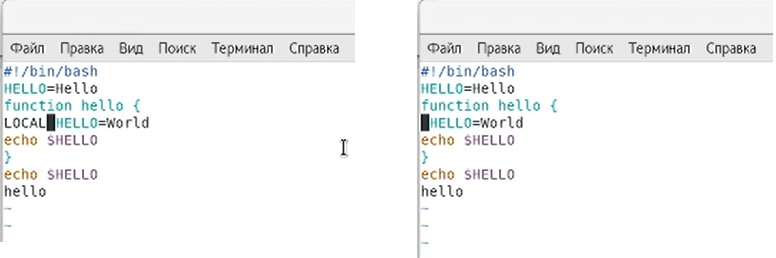 Файл Правка Вид Поиск Терминал Справка
#!/bin/bash
HELLO=Hello
function hello {
LOCAL HELLO=World
echo $HELLO
}
echo $HELLO
hello
~
~
Файл Правка Вид Поиск Терминал Справка
#!/bin/bash
HELLO=Hello
function hello {
HELLO=World
echo $HELLO
}
echo $HELLO
hello
~
~
~